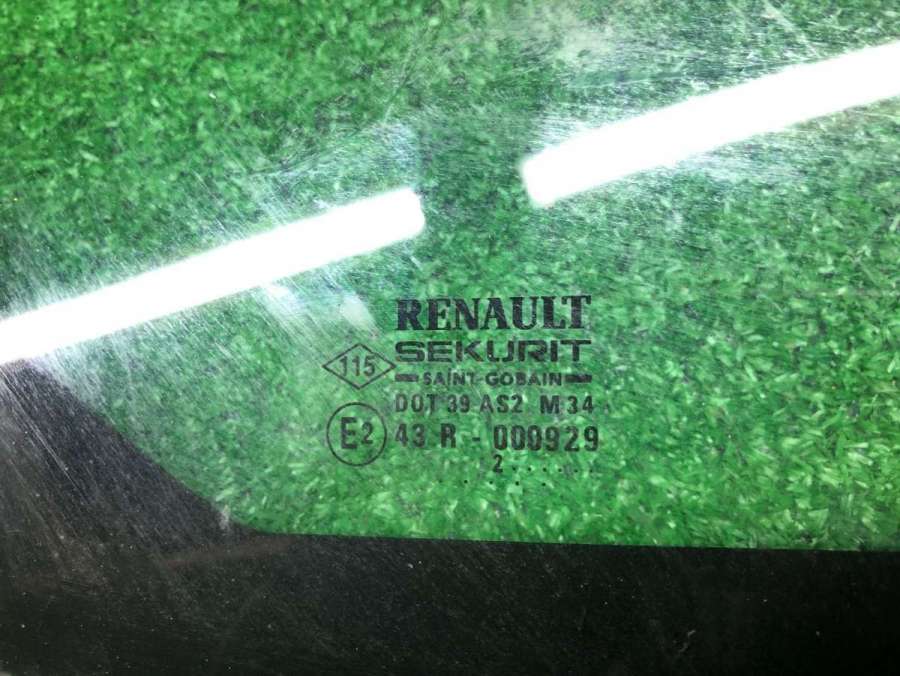 RENAULT
115
SEKURIT
SAINT-GOBAIN
DOT 39 AS2 M 34
E2
43 R - 000929
2......